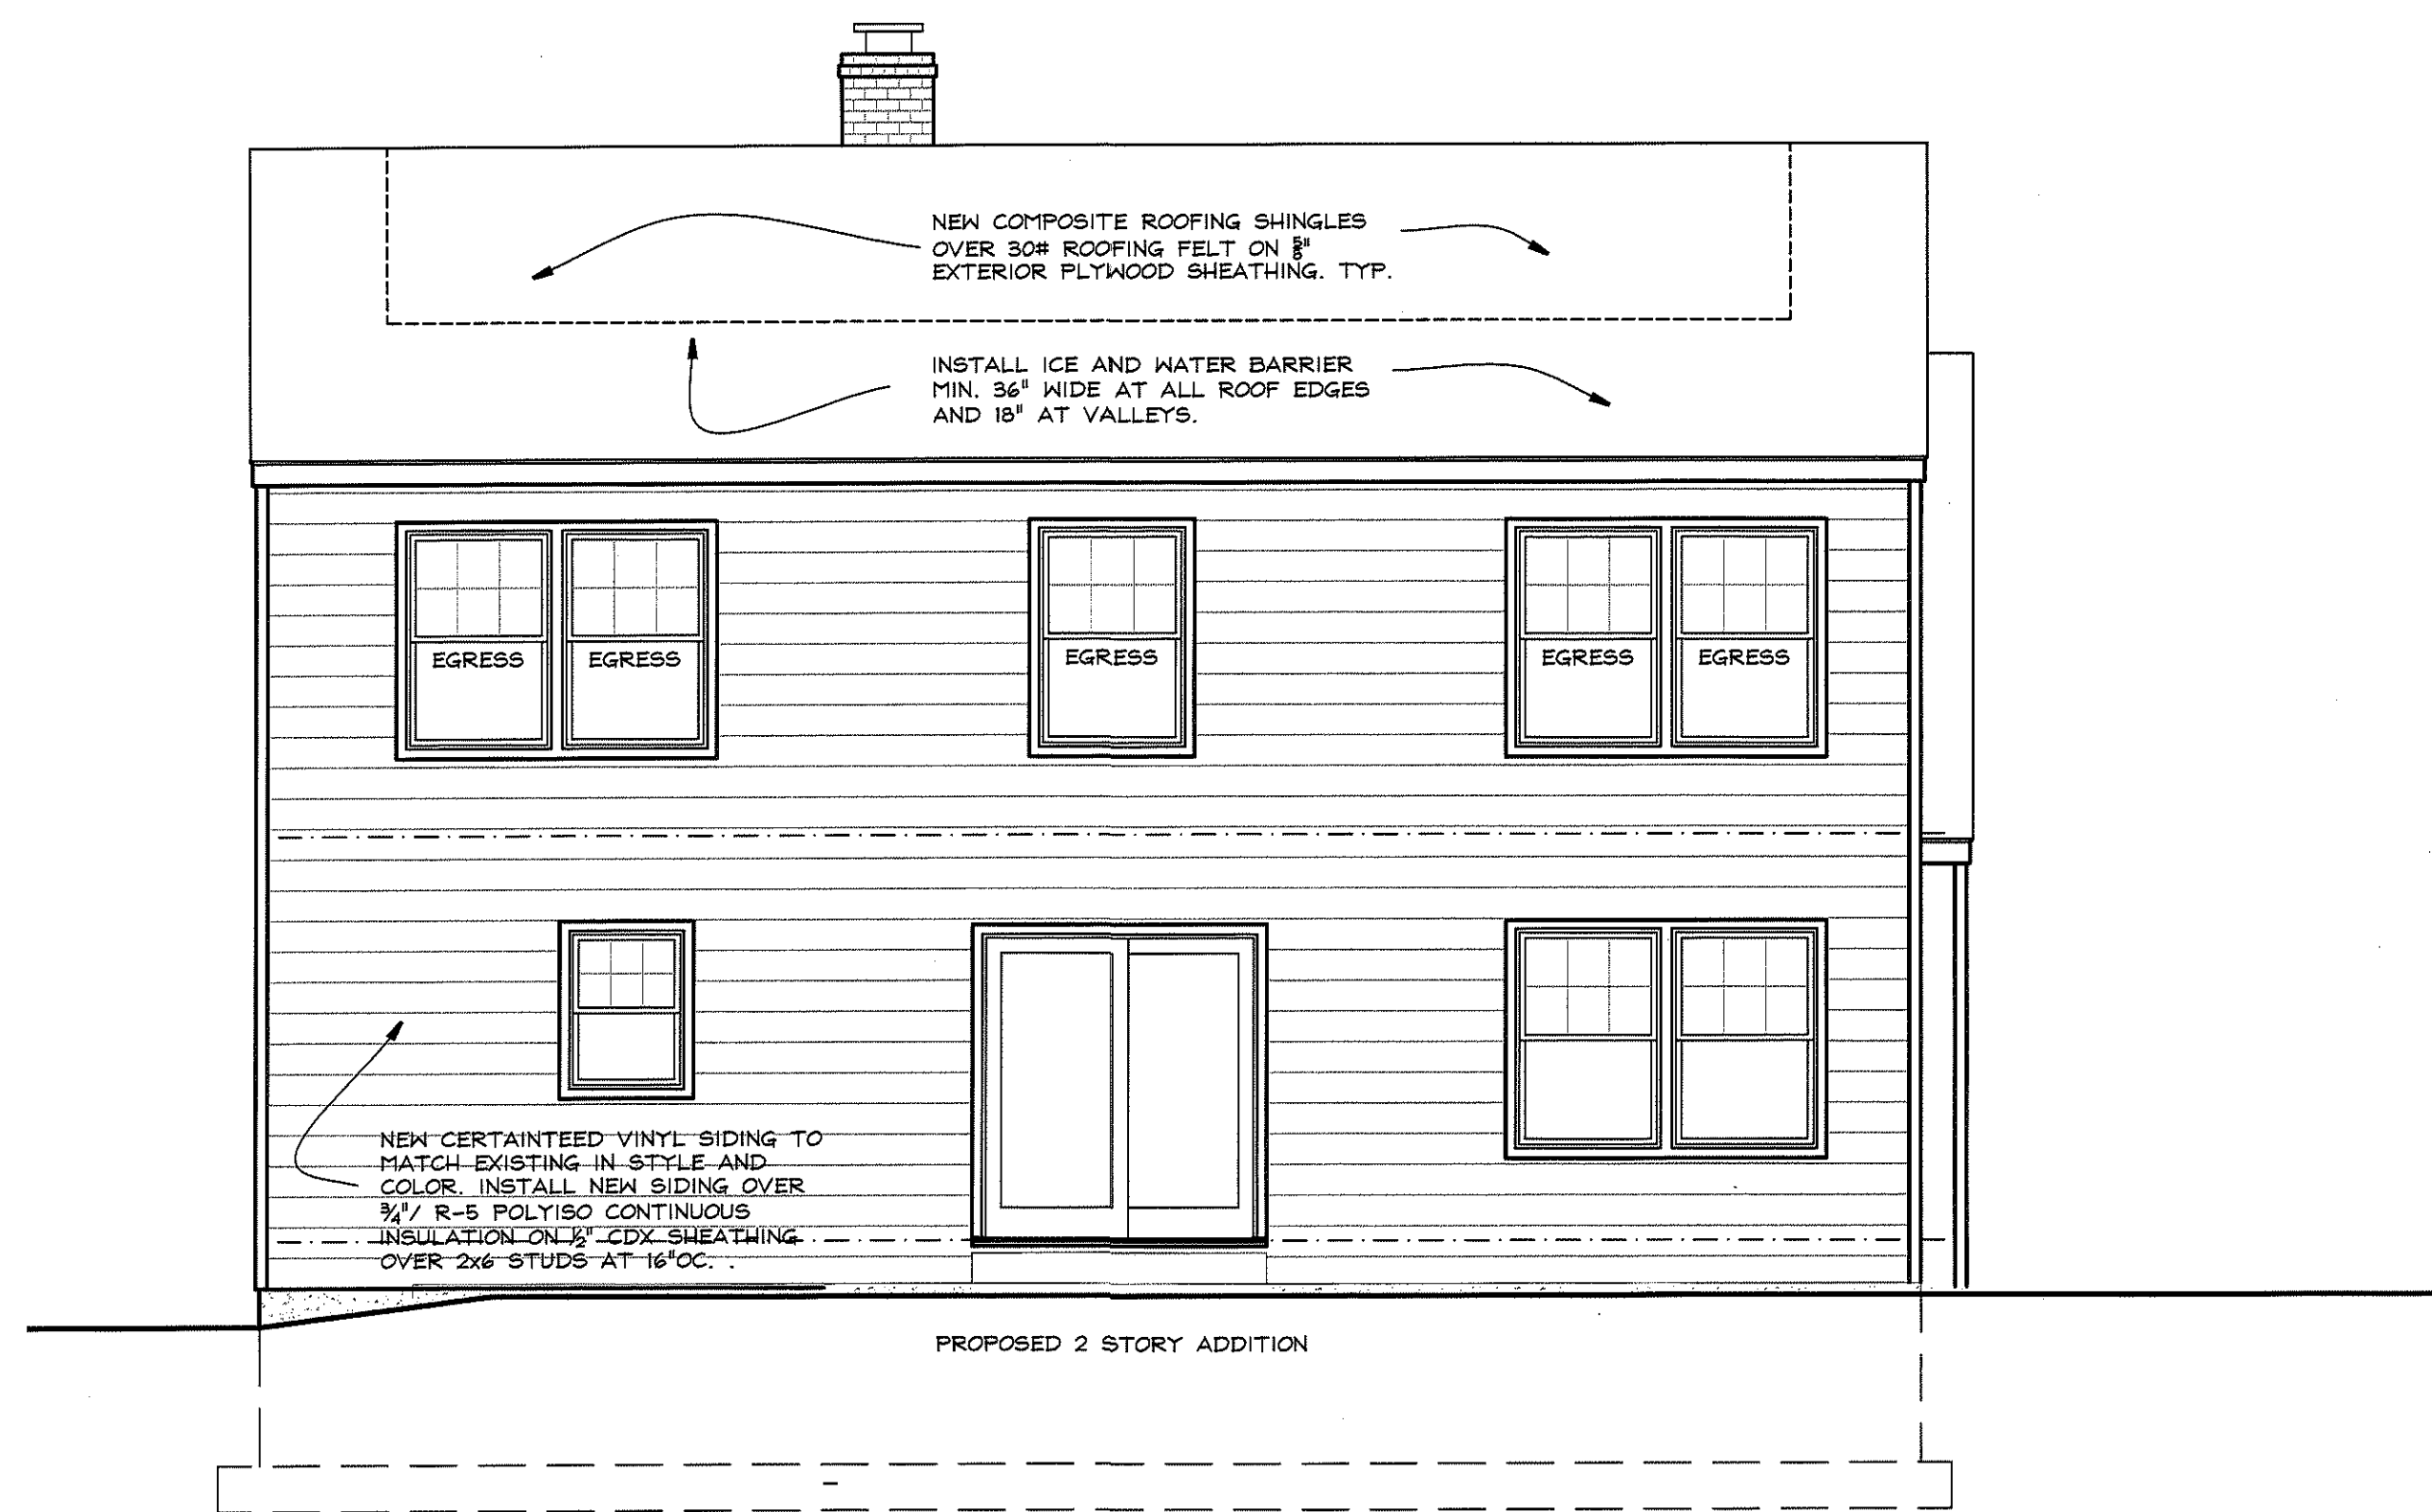 NEW COMPOSITE ROOFING SHINGLES
OVER 30# ROOFING FELT ON 5/8"
EXTERIOR PLYWOOD SHEATHING. TYP.
INSTALL ICE AND WATER BARRIER
MIN. 36" WIDE AT ALL ROOF EDGES
AND 18" AT VALLEYS.
EGRESS EGRESS EGRESS EGRESS EGRESS
NEW CERTAINTEED VINYL SIDING TO
MATCH EXISTING IN STYLE AND
COLOR. INSTALL NEW SIDING OVER
3/4"/ R-5 POLYISO CONTINUOUS
INSULATION ON 1/2" CDX SHEATHING
OVER 2x6 STUDS AT 16"OC. .
PROPOSED 2 STORY ADDITION